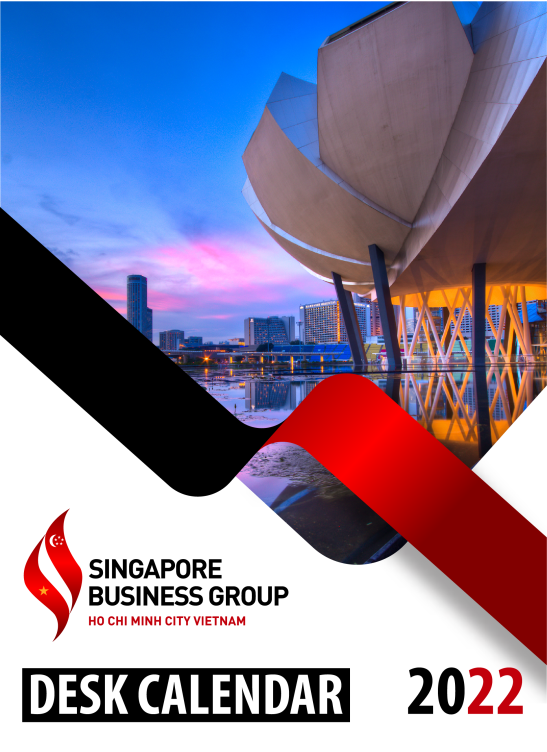 SINGAPORE
BUSINESS GROUP
HO CHI MINH CITY VIETNAM
DESK CALENDAR
2022